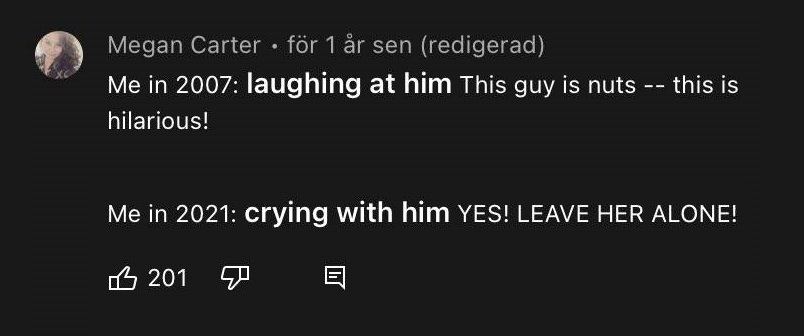 Megan Carter • för 1 år sen (redigerad)
Me in 2007: laughing at him This guy is nuts -- this is
hilarious!
Me in 2021: crying with him YES! LEAVE HER ALONE!
201